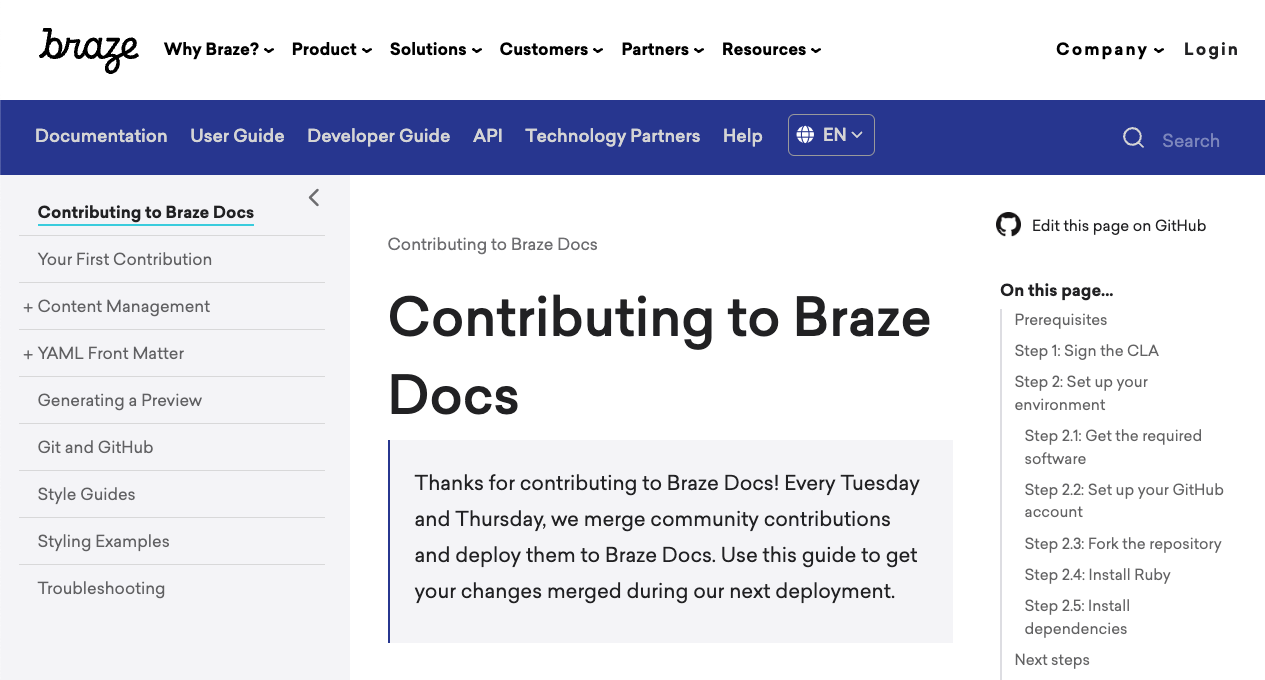 braze
Why Braze? Product Solutions Customers Partners Resources Company Login
Documentation User Guide Developer Guide API Technology Partners Help EN Search
Contributing to Braze Docs
Your First Contribution
+ Content Management
+ YAML Front Matter
Generating a Preview
Git and GitHub
Style Guides
Styling Examples
Troubleshooting
Contributing to Braze Docs
Contributing to Braze
Docs
Thanks for contributing to Braze Docs! Every Tuesday
and Thursday, we merge community contributions
and deploy them to Braze Docs. Use this guide to get
your changes merged during our next deployment.
Edit this page on GitHub
On this page...
Prerequisites
Step 1: Sign the CLA
Step 2: Set up your
environment
Step 2.1: Get the required
software
Step 2.2: Set up your GitHub
account
Step 2.3: Fork the repository
Step 2.4: Install Ruby
Step 2.5: Install
dependencies
Next steps